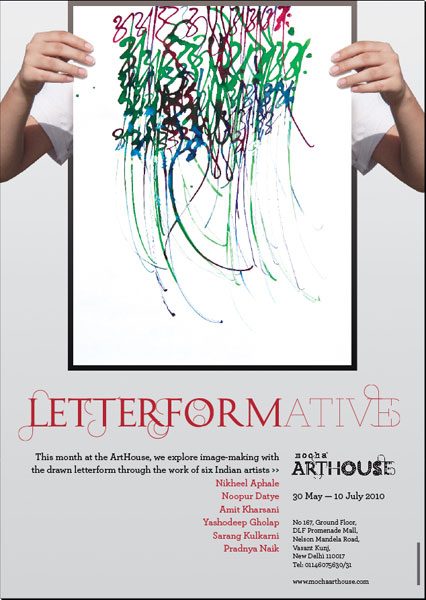 LETTERFORMATIVE
This month at the ArtHouse, we explore image-making with
the drawn letterform through the work of six Indian artists >>
Nikheel Aphale
Noopur Datye
Amit Kharsani
Yashodeep Gholap
Sarang Kulkarni
Pradnya Naik
mocha
ARTHOUSE
30 May — 10 July 2010
No 167, Ground Floor,
DLF Promenade Mall,
Nelson Mandela Road,
Vasant Kunj,
New Delhi 110017
Tel: 01146075630/31
www.mochaarthouse.com